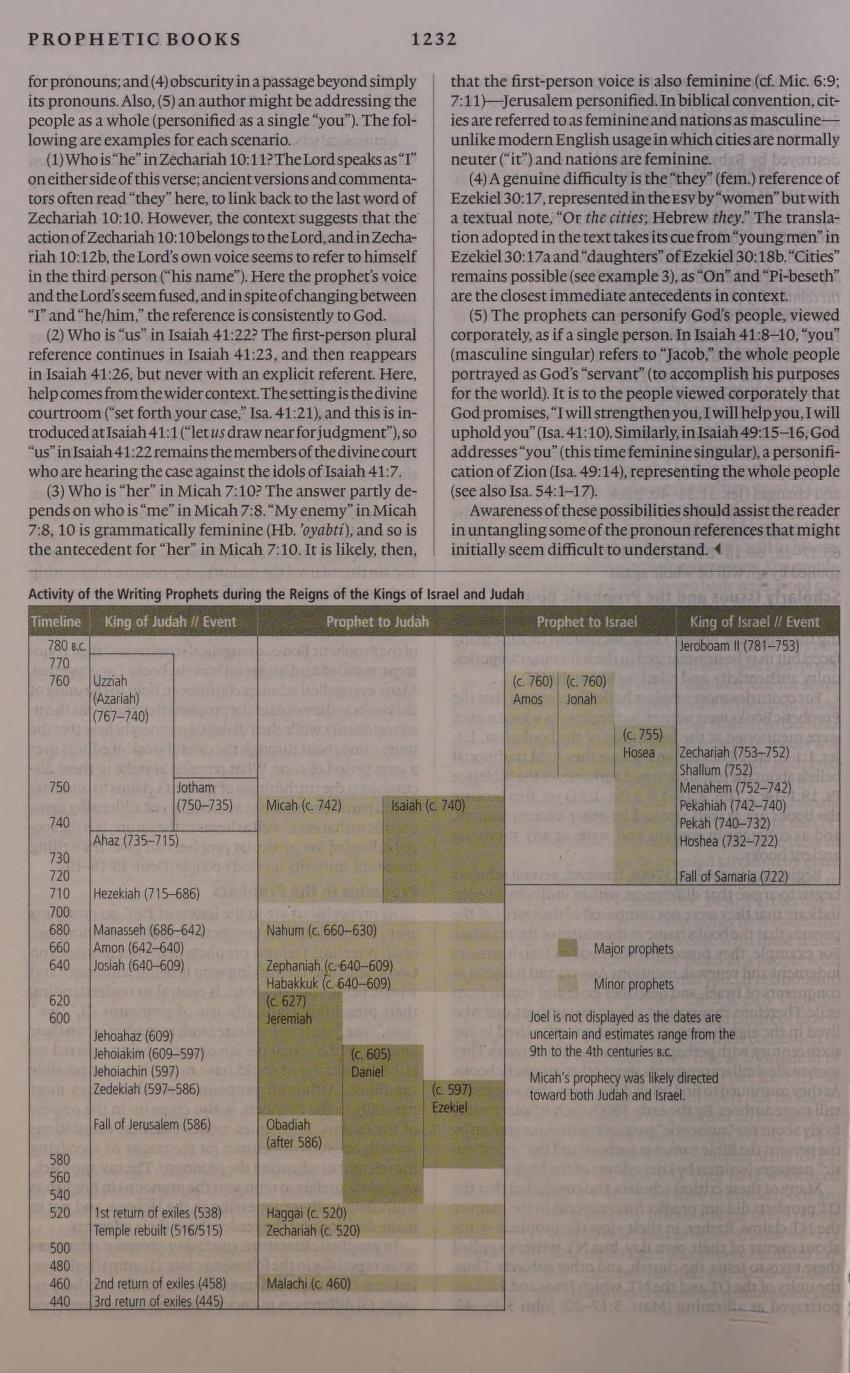 PROPHETIC BOOKS 1232
for pronouns; and (4) obscurity in a passage beyond simply
its pronouns. Also, (5) an author might be addressing the
people as a whole (personified as a single “you”). The fol-
lowing are examples for each scenario.
(1) Who is “he” in Zechariah 10:11? The Lord speaks as “I”
on either side of this verse; ancient versions and commenta-
tors often read “they” here, to link back to the last word of
Zechariah 10:10. However, the context suggests that the
action of Zechariah 10:10 belongs to the Lord, and in Zecha-
riah 10:12b, the Lord’s own voice seems to refer to himself
in the third person (“his name”). Here the prophet’s voice
and the Lord’s seem fused, and in spite of changing between
“I” and “he/him,” the reference is consistently to God.
(2) Who is “us” in Isaiah 41:22? The first-person plural
reference continues in Isaiah 41:23, and then reappears
in Isaiah 41:26, but never with an explicit referent. Here,
help comes from the wider context. The setting is the divine
courtroom (“set forth your case,” Isa. 41:21), and this is in-
troduced at Isaiah 41:1 (“let us draw near for judgment”), so
“us” in Isaiah 41:22 remains the members of the divine court
who are hearing the case against the idols of Isaiah 41:7.
(3) Who is “her” in Micah 7:10? The answer partly de-
pends on who is “me” in Micah 7:8. “My enemy” in Micah
7:8, 10 is grammatically feminine (Hb. ’oyabti), and so is
the antecedent for “her” in Micah 7:10. It is likely, then,
that the first-person voice is also feminine (cf. Mic. 6:9;
7:11)—Jerusalem personified. In biblical convention, cit-
ies are referred to as feminine and nations as masculine—
unlike modern English usage in which cities are normally
neuter (“it”) and nations are feminine.
(4) A genuine difficulty is the “they” (fem.) reference of
Ezekiel 30:17, represented in the ESV by “women” but with
a textual note, “Or the cities; Hebrew they.” The transla-
tion adopted in the text takes its cue from “young men” in
Ezekiel 30:17a and “daughters” of Ezekiel 30:18b. “Cities”
remains possible (see example 3), as “On” and “Pi-beseth”
are the closest immediate antecedents in context.
(5) The prophets can personify God’s people, viewed
corporately, as if a single person. In Isaiah 41:8–10, “you”
(masculine singular) refers to “Jacob,” the whole people
portrayed as God’s “servant” (to accomplish his purposes
for the world). It is to the people viewed corporately that
God promises, “I will strengthen you, I will help you, I will
uphold you” (Isa. 41:10). Similarly, in Isaiah 49:15–16, God
addresses “you” (this time feminine singular), a personifi-
cation of Zion (Isa. 49:14), representing the whole people
(see also Isa. 54:1–17).
Awareness of these possibilities should assist the reader
in untangling some of the pronoun references that might
initially seem difficult to understand.
Activity of the Writing Prophets during the Reigns of the Kings of Israel and Judah
Timeline King of Judah // Event Prophet to Judah Prophet to Israel King of Israel // Event
780 B.C. Jeroboam II (781–753)
770
760 Uzziah (c. 760) (c. 760)
(Azariah) Amos Jonah
(767–740)
(c. 755)
Hosea Zechariah (753–752)
Shallum (752)
750 Jotham Menahem (752–742)
(750–735) Micah (c. 742) Isaiah (c. 740) Pekahiah (742–740)
740 Pekah (740–732)
Ahaz (735–715) Hoshea (732–722)
730
720 Fall of Samaria (722)
710 Hezekiah (715–686)
700
680 Manasseh (686–642) Nahum (c. 660–630)
660 Amon (642–640) Major prophets
640 Josiah (640–609) Zephaniah (c. 640–609)
Habakkuk (c. 640–609) Minor prophets
620 (c. 627)
600 Jeremiah
Joel is not displayed as the dates are
uncertain and estimates range from the
9th to the 4th centuries B.C.
Micah’s prophecy was likely directed
toward both Judah and Israel.
Jehoahaz (609)
Jehoiakim (609–597) (c. 605)
Jehoiachin (597) Daniel
Zedekiah (597–586) (c. 597)
Ezekiel
Fall of Jerusalem (586) Obadiah
(after 586)
580
560
540
520 1st return of exiles (538) Haggai (c. 520)
Temple rebuilt (516/515) Zechariah (c. 520)
500
480
460 2nd return of exiles (458) Malachi (c. 460)
440 3rd return of exiles (445)